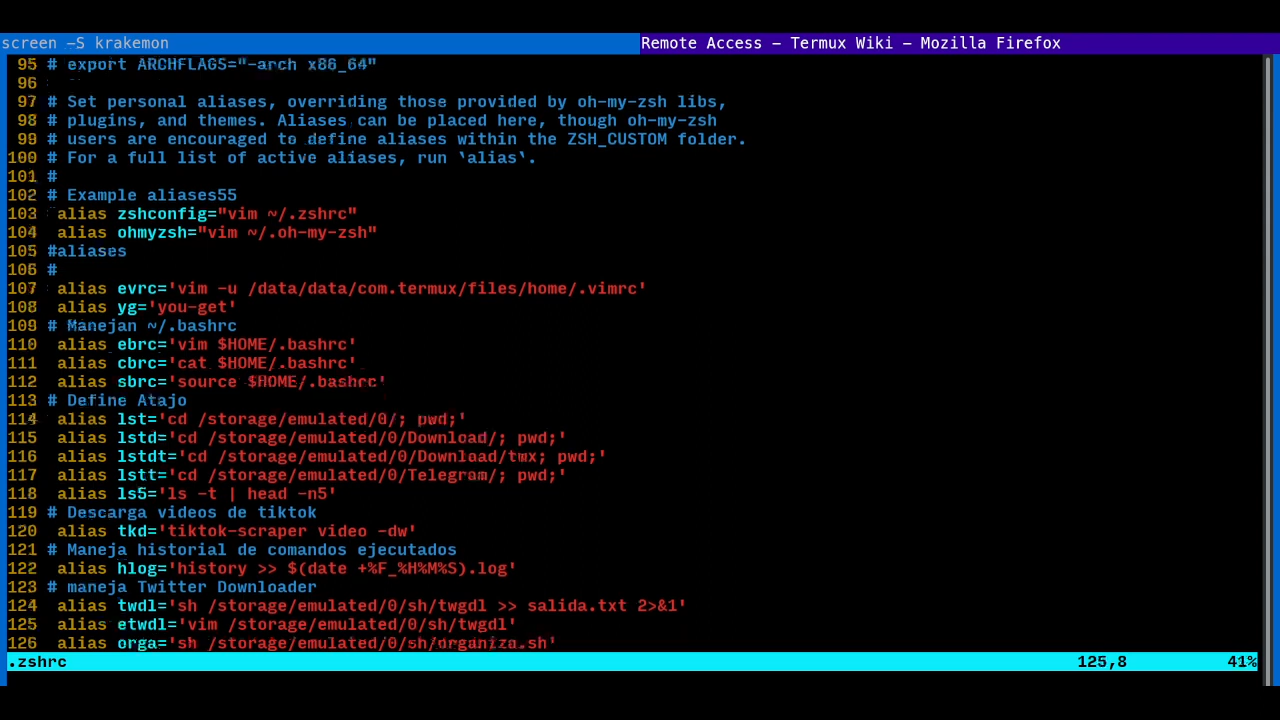 screen -S krakemon
Remote Access - Termux Wiki - Mozilla Firefox
95 # export ARCHFLAGS="-arch x86_64"
96
97 # Set personal aliases, overriding those provided by oh-my-zsh libs,
98 # plugins, and themes. Aliases can be placed here, though oh-my-zsh
99 # users are encouraged to define aliases within the ZSH_CUSTOM folder.
100 # For a full list of active aliases, run `alias`.
101 #
102 # Example aliases55
103  alias zshconfig="vim ~/.zshrc"
104  alias ohmyzsh="vim ~/.oh-my-zsh"
105 #aliases
106 #
107  alias evrc='vim -u /data/data/com.termux/files/home/.vimrc'
108  alias yg='you-get'
109 # Manejan ~/.bashrc
110  alias ebrc='vim $HOME/.bashrc'
111  alias cbrc='cat $HOME/.bashrc'
112  alias sbrc='source $HOME/.bashrc'
113 # Define Atajo
114  alias lst='cd /storage/emulated/0/; pwd;'
115  alias lstd='cd /storage/emulated/0/Download/; pwd;'
116  alias lstdt='cd /storage/emulated/0/Download/tmx; pwd;'
117  alias lstt='cd /storage/emulated/0/Telegram/; pwd;'
118  alias ls5='ls -t | head -n5'
119 # Descarga videos de tiktok
120  alias tkd='tiktok-scraper video -dw'
121 # Maneja historial de comandos ejecutados
122  alias hlog='history >> $(date +%F_%H%M%S).log'
123 # maneja Twitter Downloader
124  alias twdl='sh /storage/emulated/0/sh/twgdl >> salida.txt 2>&1'
125  alias etwdl='vim /storage/emulated/0/sh/twgdl'
126  alias orga='sh /storage/emulated/0/sh/organiza.sh'
.zshrc 125,8 41%